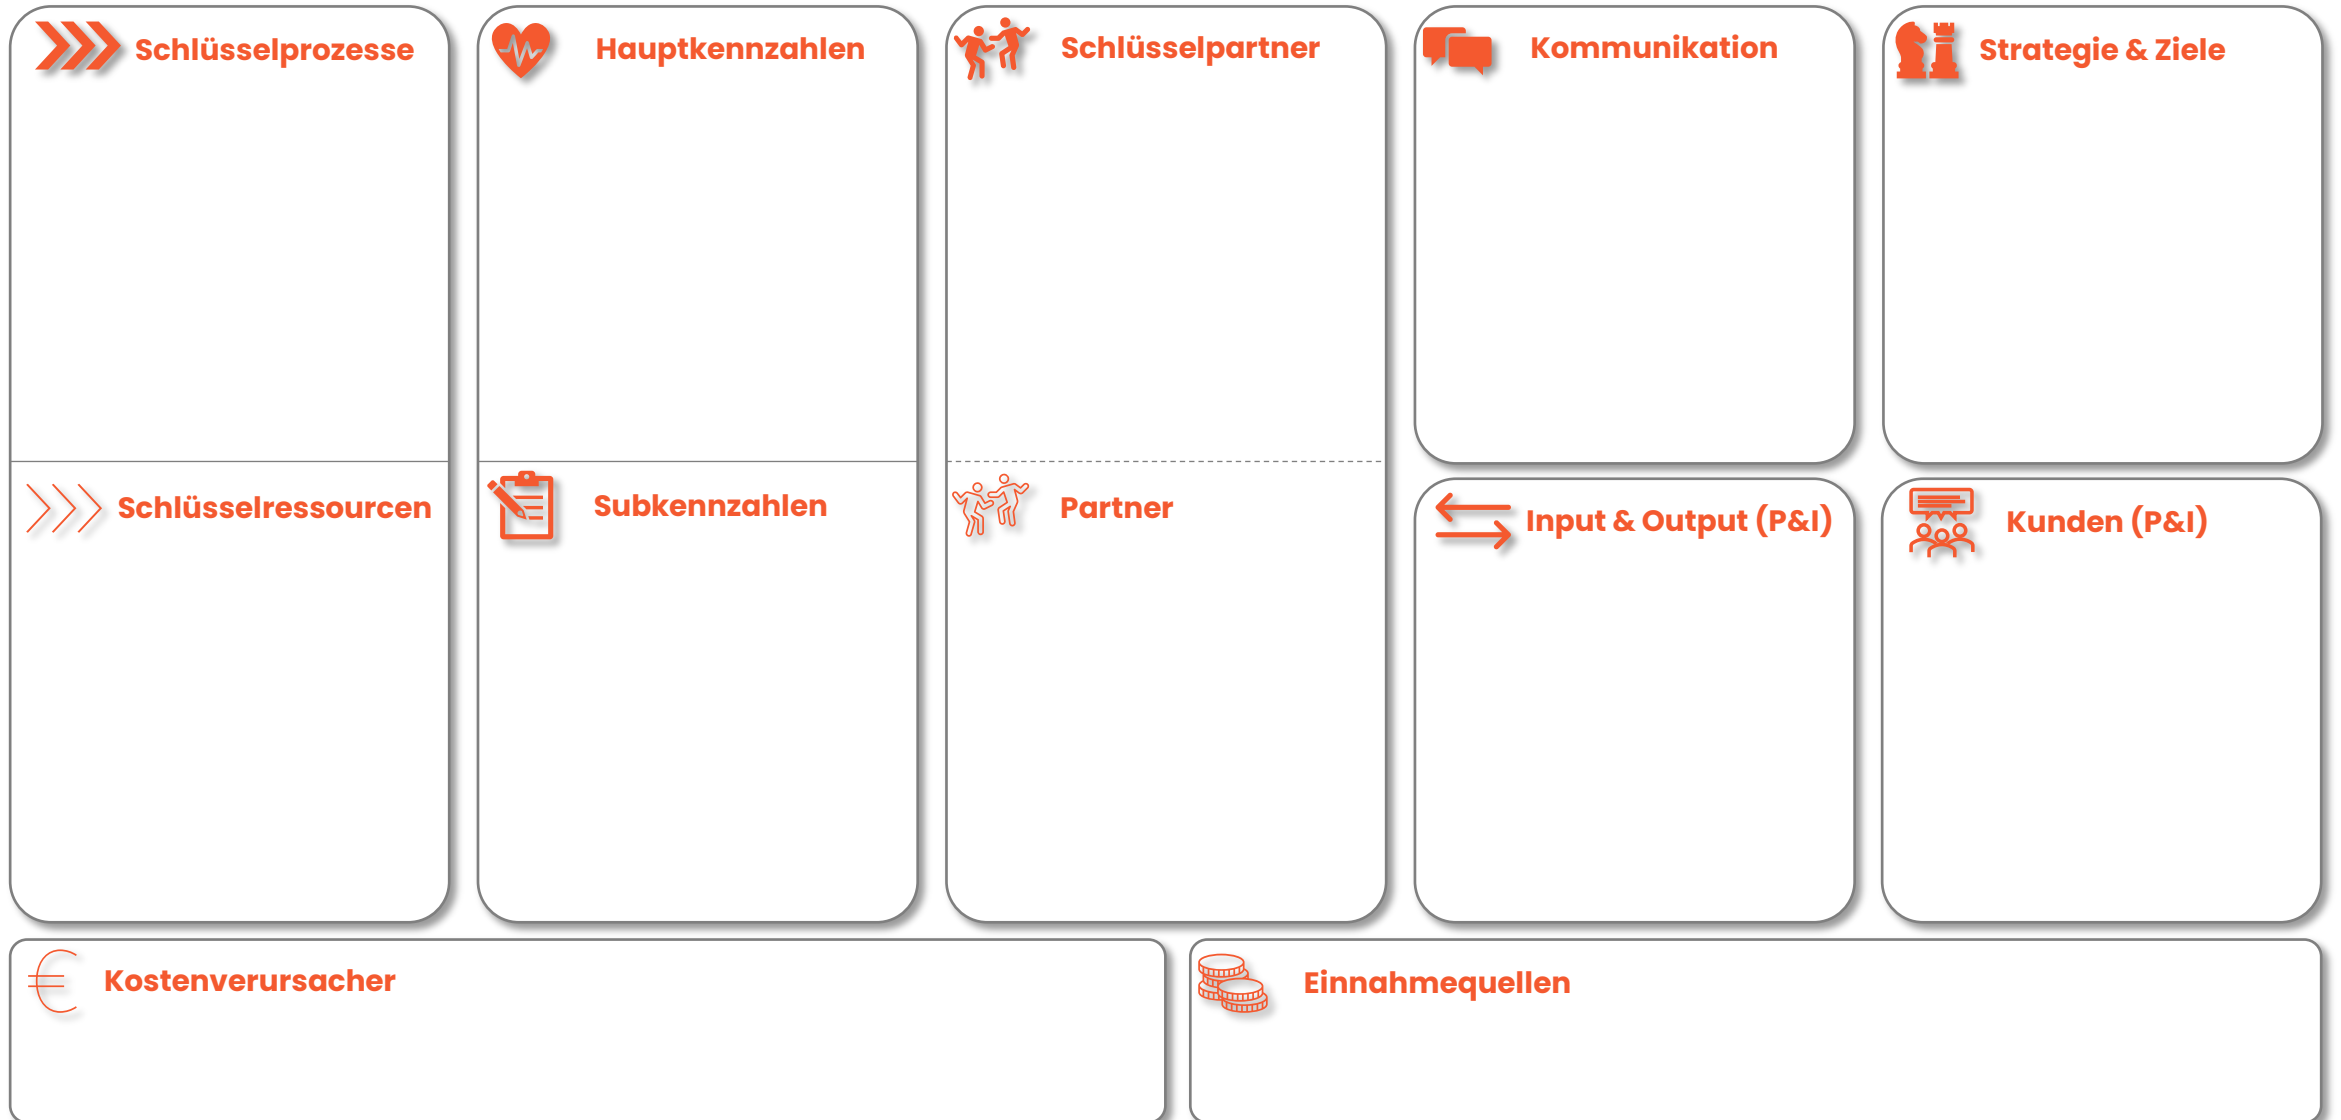 Schlüsselprozesse
Hauptkennzahlen
Schlüsselpartner
Kommunikation
Strategie & Ziele
Schlüsselressourcen
Subkennzahlen
Partner
Input & Output (P&I)
Kunden (P&I)
Kostenverursacher
Einnahmequellen